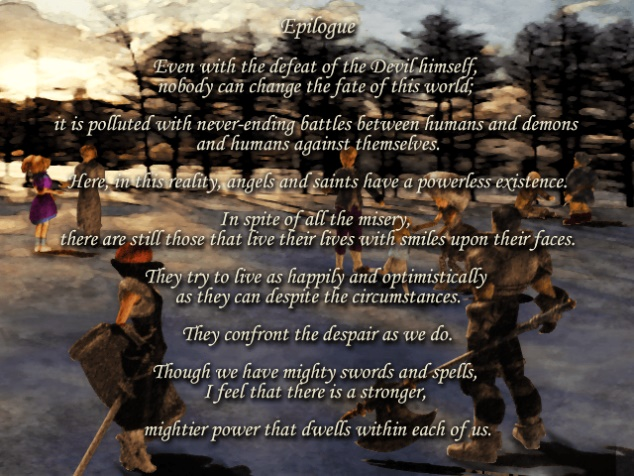 Epilogue
Even with the defeat of the Devil himself,
nobody can change the fate of this world;
it is polluted with never-ending battles between humans and demons
and humans against themselves.
Here, in this reality, angels and saints have a powerless existence.
In spite of all the misery,
there are still those that live their lives with smiles upon their faces.
They try to live as happily and optimistically
as they can despite the circumstances.
They confront the despair as we do.
Though we have mighty swords and spells,
I feel that there is a stronger,
mightier power that dwells within each of us.